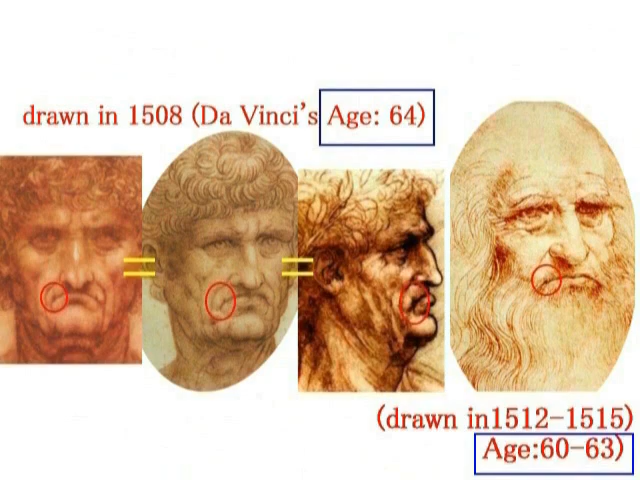 drawn in 1508 (Da Vinci's Age: 64)
(drawn in1512-1515)
Age:60-63)